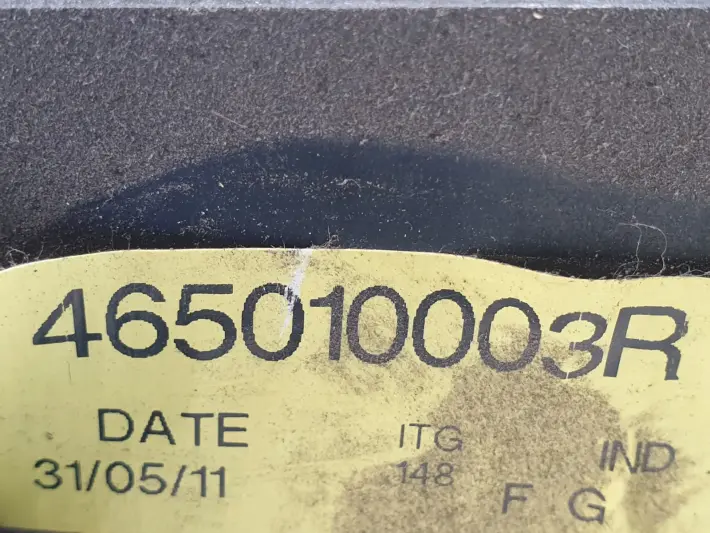 465010003R
DATE ITG IND
31/05/11 148 F G